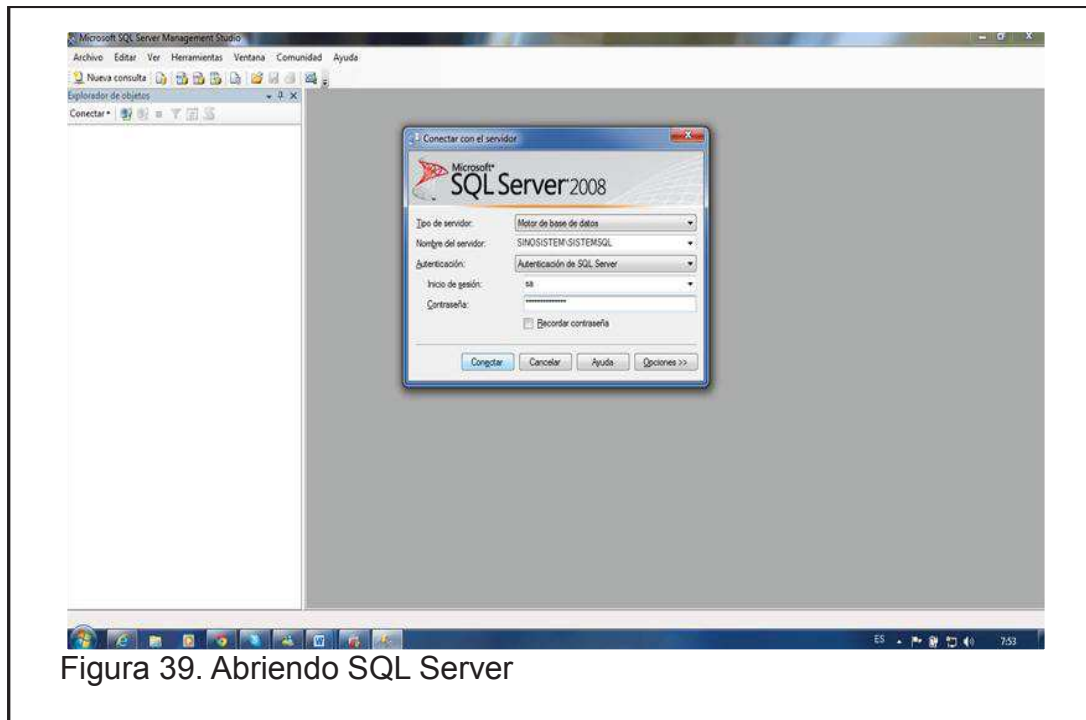 Microsoft SQL Server Management Studio
Archivo Editar Ver Herramientas Ventana Comunidad Ayuda
Nueva consulta
Explorador de objetos
Conectar
Conectar con el servidor
Microsoft
SQL Server 2008
Tipo de servidor: Motor de base de datos
Nombre del servidor: SINOSISTEM\SISTEMSQL
Autenticación: Autenticación de SQL Server
Inicio de sesión: sa
Contraseña:
Recordar contraseña
Conectar Cancelar Ayuda Opciones >>
ES 7:53
Figura 39. Abriendo SQL Server